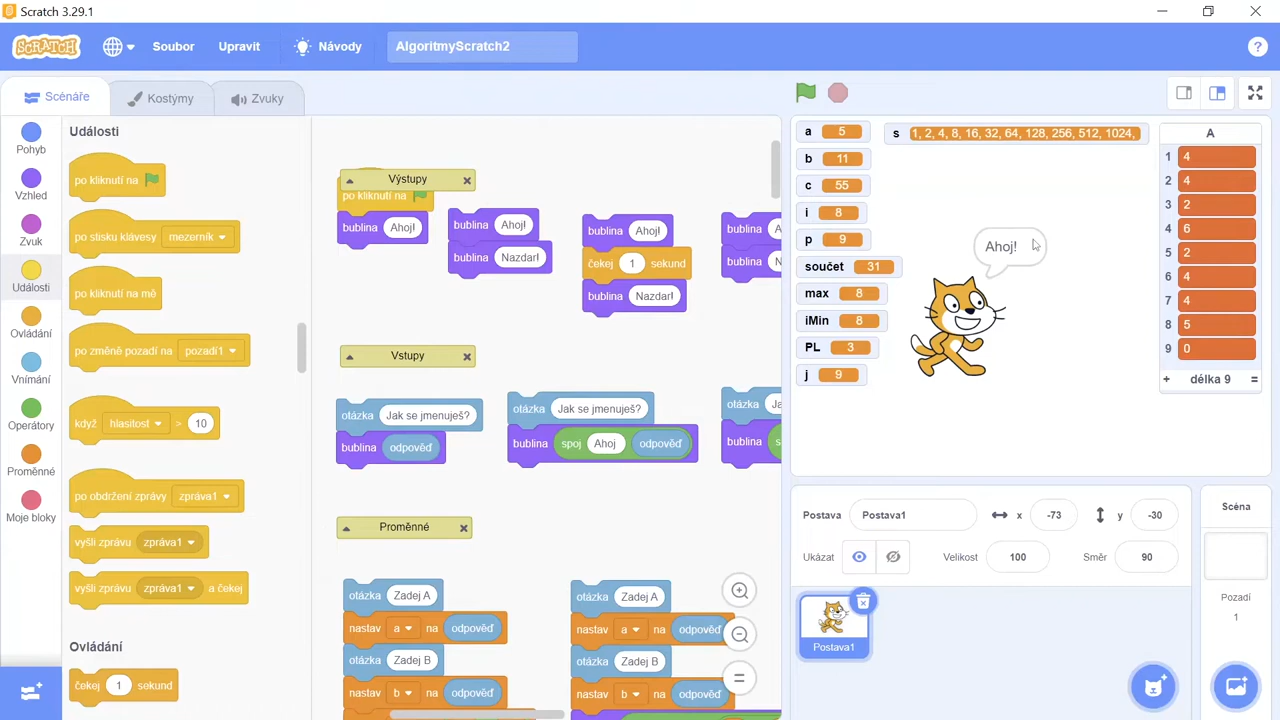 Scratch 3.29.1
SCRATCH
Soubor
Upravit
Návody
AlgoritmyScratch2
?
Scénáře
Kostýmy
Zvuky
Pohyb
Vzhled
Zvuk
Události
Ovládání
Vnímání
Operátory
Proměnné
Moje bloky
Události
po kliknutí na
po stisku klávesy mezerník
po kliknutí na mě
po změně pozadí na pozadí1
když hlasitost > 10
po obdržení zprávy zpráva1
vyšli zprávu zpráva1
vyšli zprávu zpráva1 a čekej
Ovládání
čekej 1 sekund
Výstupy
po kliknutí na
bublina Ahoj!
bublina Ahoj!
bublina Nazdar!
bublina Ahoj!
čekej 1 sekund
bublina Nazdar!
bublina
bublina
Vstupy
otázka Jak se jmenuješ?
bublina odpověď
otázka Jak se jmenuješ?
bublina spoj Ahoj odpověď
otázka
bublina
Proměnné
otázka Zadej A
nastav a na odpověď
otázka Zadej B
nastav b na odpověď
otázka Zadej A
nastav a na odpověď
otázka Zadej B
nastav b na odpověď
a 5
b 11
c 55
i 8
p 9
součet 31
max 8
iMin 8
PL 3
j 9
s 1, 2, 4, 8, 16, 32, 64, 128, 256, 512, 1024,
Ahoj!
A
1 4
2 4
3 2
4 6
5 2
6 4
7 4
8 5
9 0
+ délka 9 =
Postava Postava1 x -73 y -30
Ukázat Velikost 100 Směr 90
Postava1
Scéna
Pozadí
1